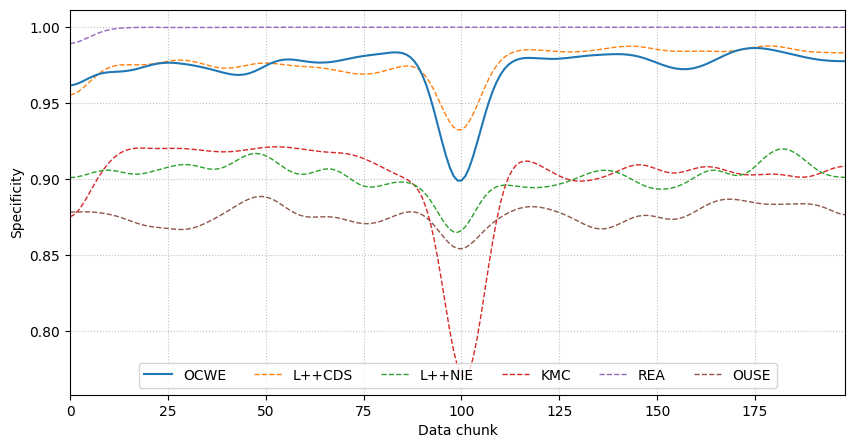 1.00
0.95
0.90
0.85
0.80
Specificity
OCWE L++CDS L++NIE KMC REA OUSE
0 25 50 75 100 125 150 175
Data chunk